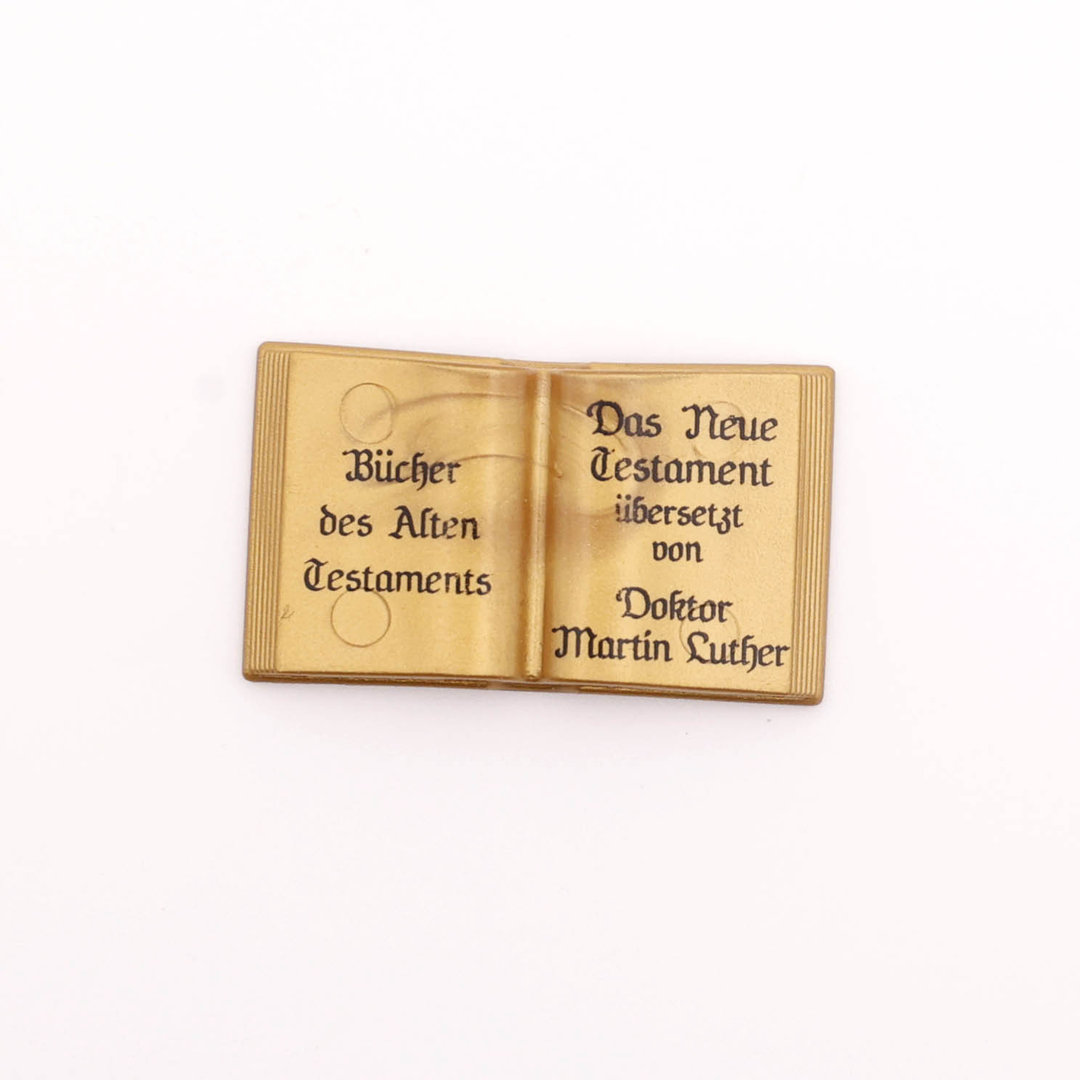 Bücher
des Alten
Testaments
Das Neue
Testament
übersetzt
von
Doktor
Martin Luther